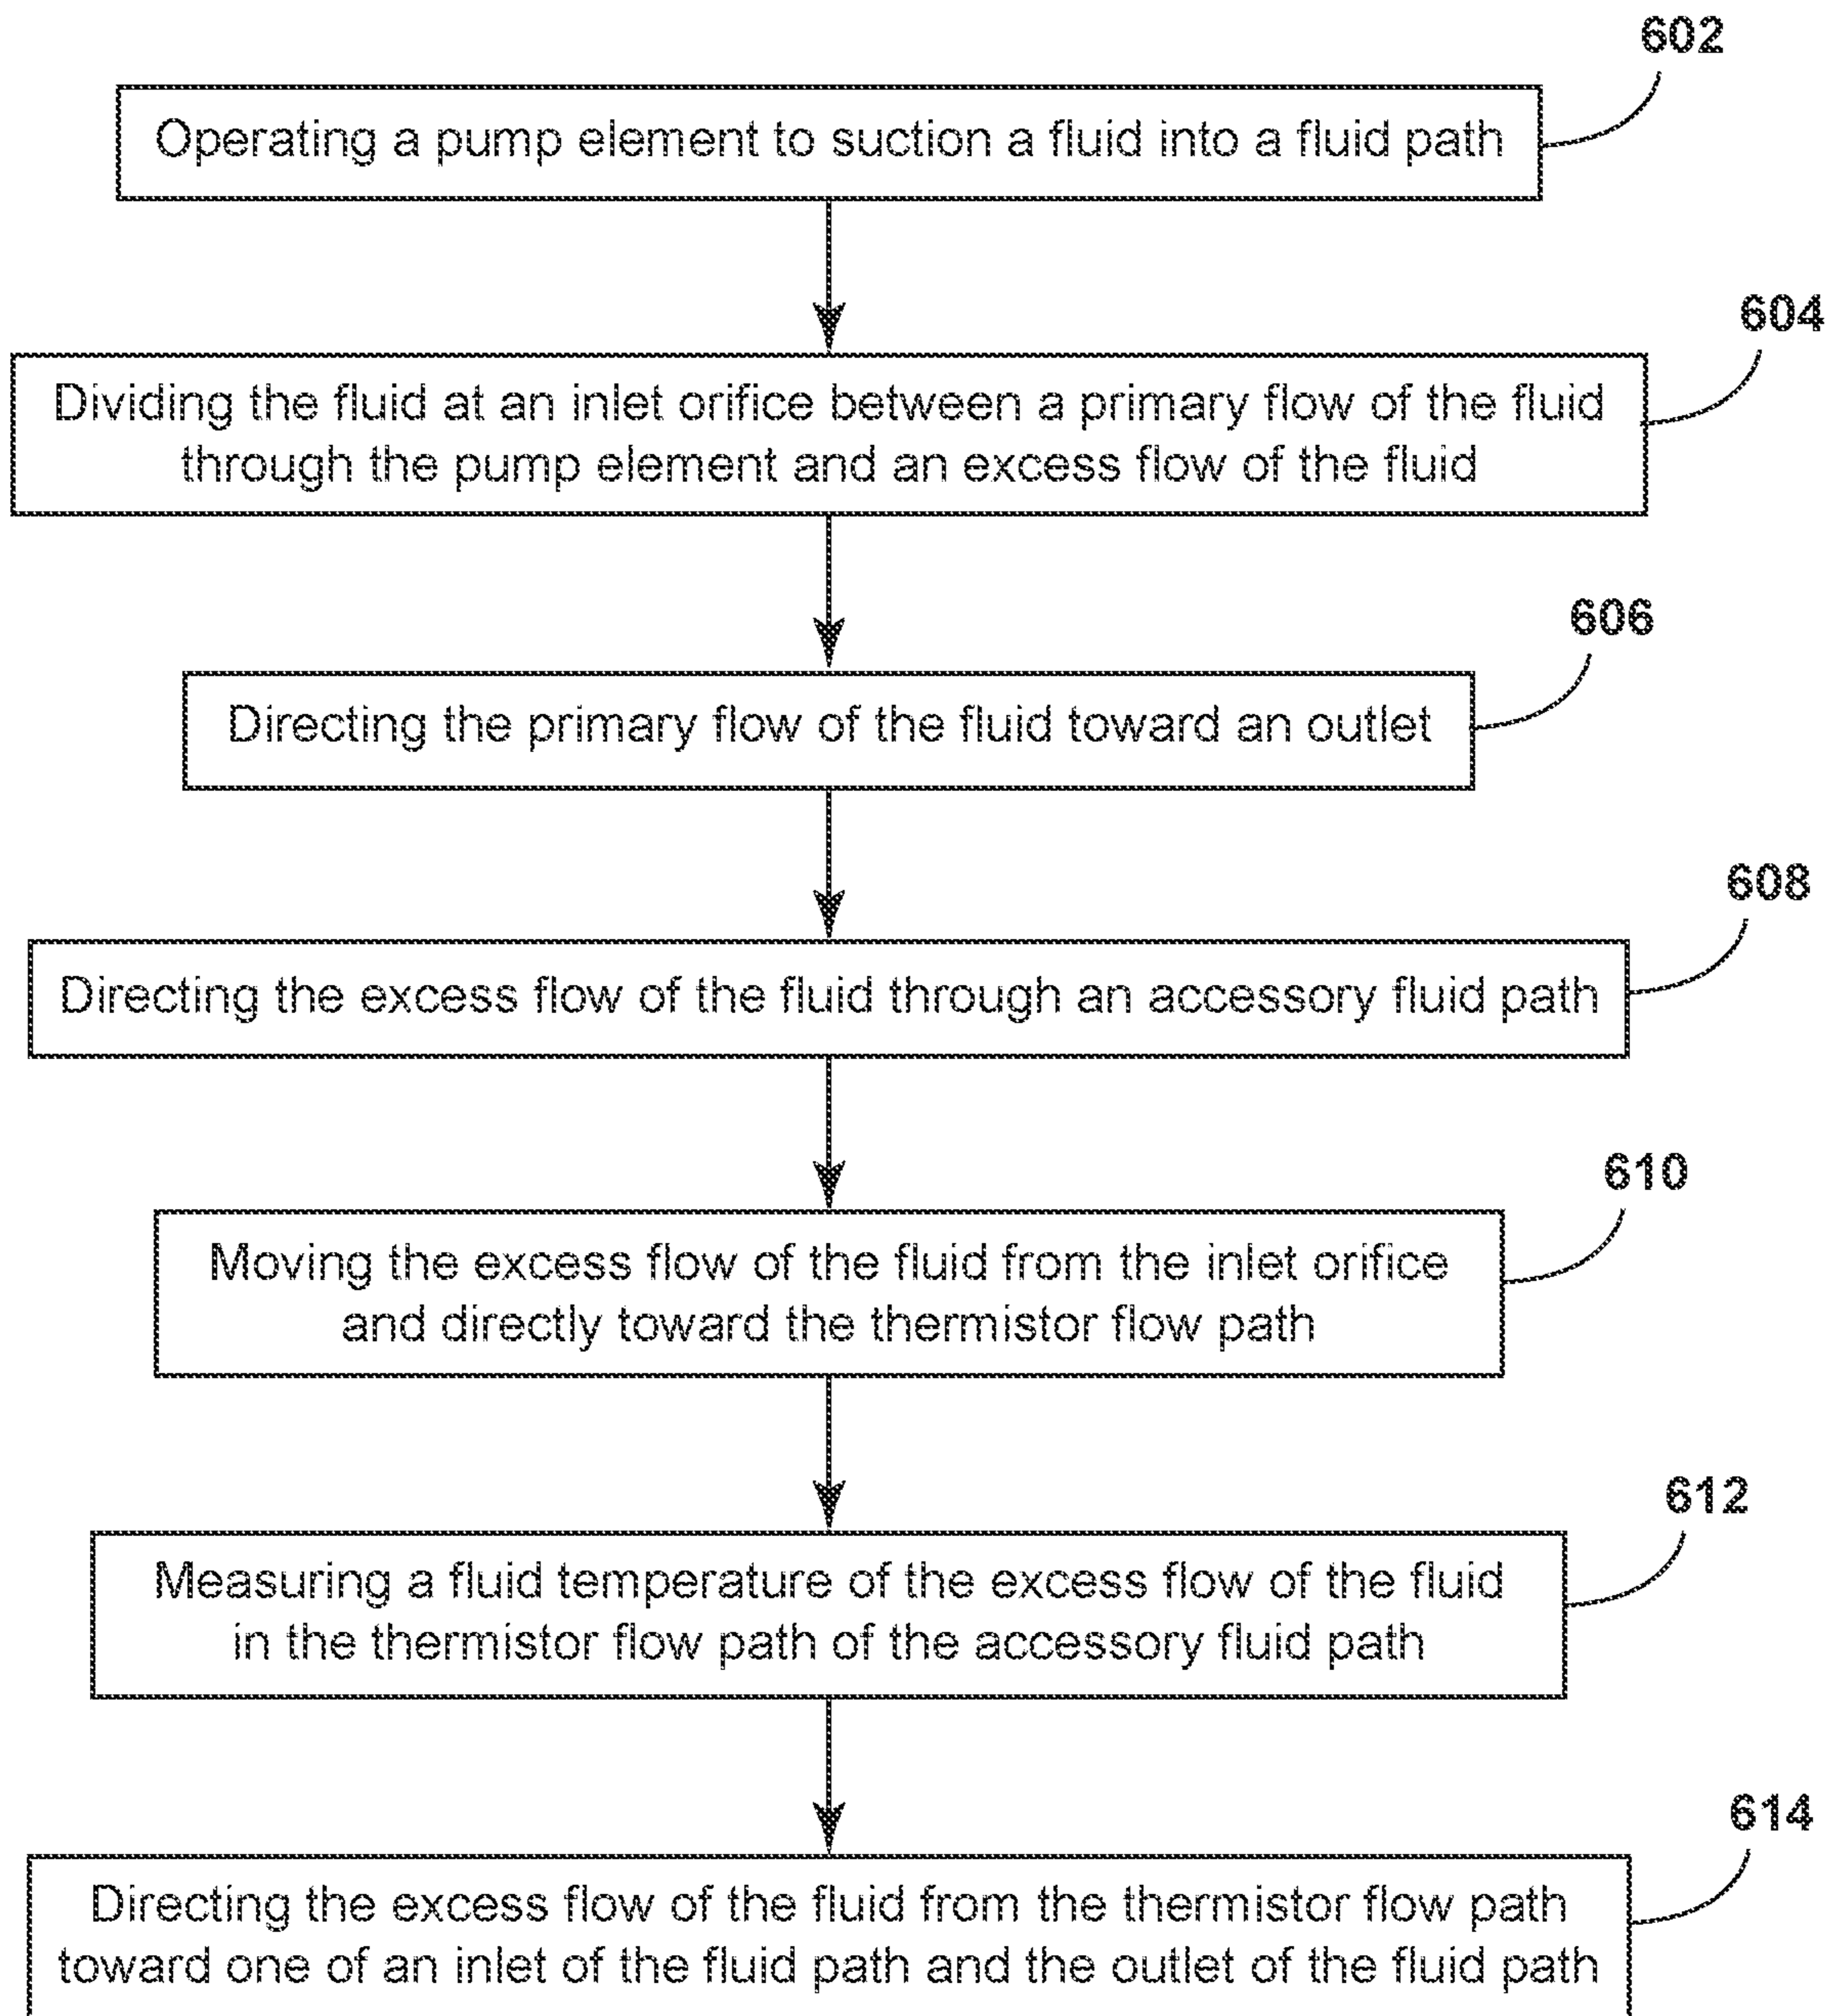 602
Operating a pump element to suction a fluid into a fluid path
604
Dividing the fluid at an inlet orifice between a primary flow of the fluid
through the pump element and an excess flow of the fluid
606
Directing the primary flow of the fluid toward an outlet
608
Directing the excess flow of the fluid through an accessory fluid path
610
Moving the excess flow of the fluid from the inlet orifice
and directly toward the thermistor flow path
612
Measuring a fluid temperature of the excess flow of the fluid
in the thermistor flow path of the accessory fluid path
614
Directing the excess flow of the fluid from the thermistor flow path
toward one of an inlet of the fluid path and the outlet of the fluid path